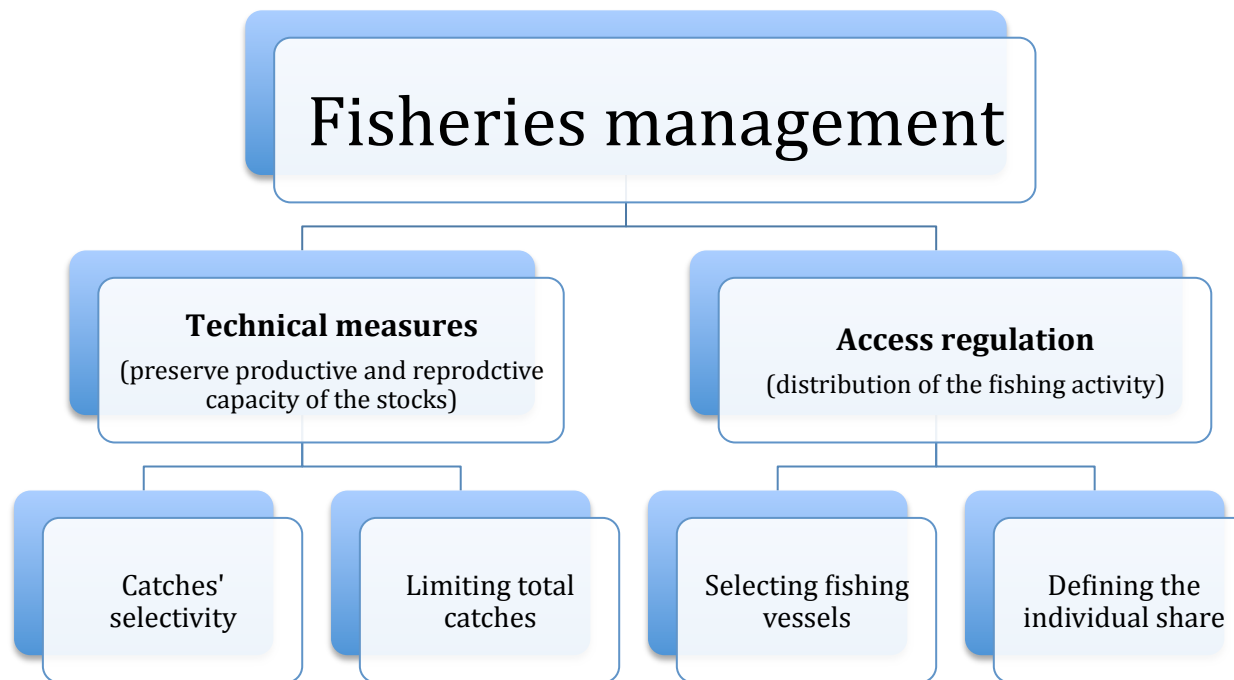 Fisheries management
Technical measures
(preserve productive and reprodctive
capacity of the stocks)
Access regulation
(distribution of the fishing activity)
Catches'
selectivity
Limiting total
catches
Selecting fishing
vessels
Defining the
individual share